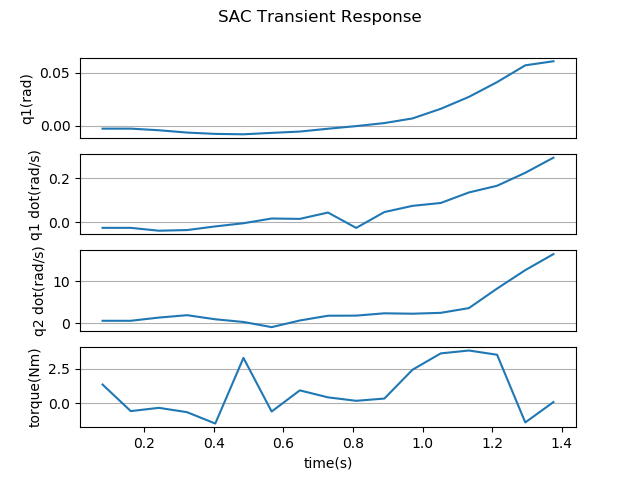 SAC Transient Response
q1(rad)
0.05
0.00
q1 dot(rad/s)
0.2
0.0
q2 dot(rad/s)
10
0
torque(Nm)
2.5
0.0
0.2 0.4 0.6 0.8 1.0 1.2 1.4
time(s)